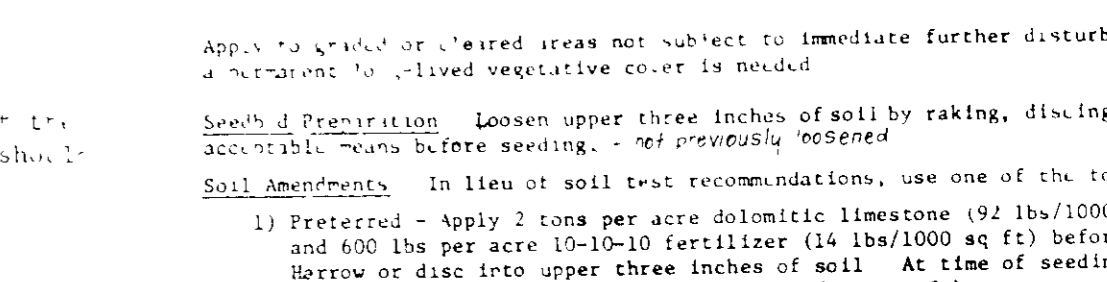 Apply to graded or cleared areas not subject to immediate further disturb
a permanent long-lived vegetative cover is needed
Seedbed Preparation Loosen upper three inches of soil by raking, discing
acceptable means before seeding, - not previously loosened
Soil Amendments In lieu of soil test recommendations, use one of the
1) Preferred - Apply 2 tons per acre dolomitic limestone (92 lbs/1000
and 600 lbs per acre 10-10-10 fertilizer (14 lbs/1000 sq ft) befor
Harrow or disc into upper three inches of soil At time of seedin
shoul